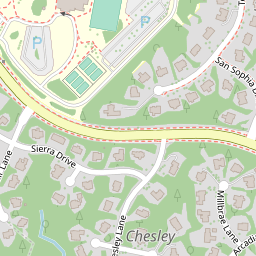 P
P
San Sophia D
T
Sierra Drive
r Lane
esley Lane
Chesley
Millbrae Lane
Arcadi